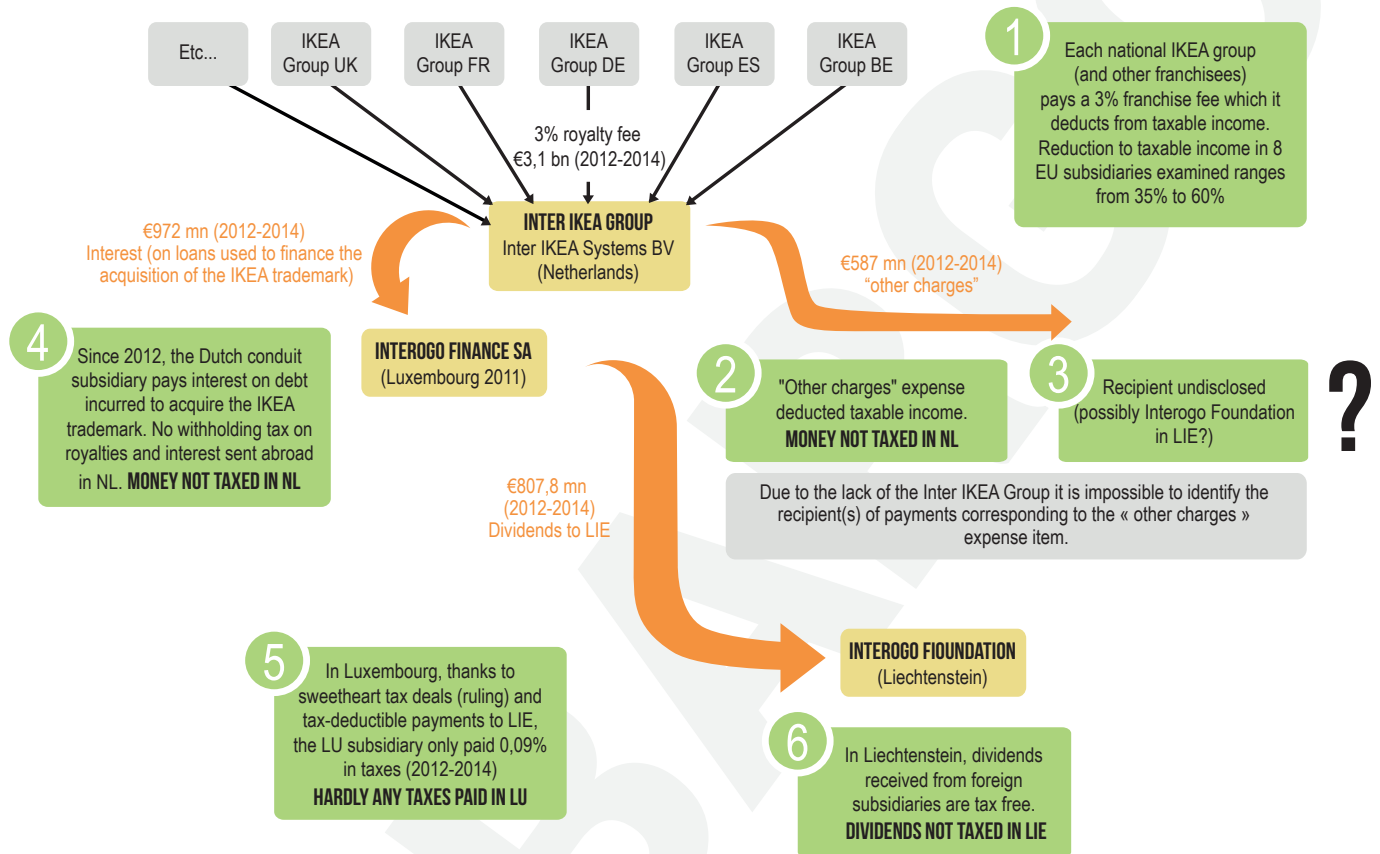 Etc...
IKEA
Group UK
IKEA
Group FR
IKEA
Group DE
IKEA
Group ES
IKEA
Group BE
1
Each national IKEA group
(and other franchisees)
pays a 3% franchise fee which it
deducts from taxable income.
Reduction to taxable income in 8
EU subsidiaries examined ranges
from 35% to 60%
3% royalty fee
€3,1 bn (2012-2014)
INTER IKEA GROUP
Inter IKEA Systems BV
(Netherlands)
€972 mn (2012-2014)
Interest (on loans used to finance the
acquisition of the IKEA trademark)
€587 mn (2012-2014)
“other charges”
4
Since 2012, the Dutch conduit
subsidiary pays interest on debt
incurred to acquire the IKEA
trademark. No withholding tax on
royalties and interest sent abroad
in NL. MONEY NOT TAXED IN NL
INTEROGO FINANCE SA
(Luxembourg 2011)
2
"Other charges" expense
deducted taxable income.
MONEY NOT TAXED IN NL
3
Recipient undisclosed
(possibly Interogo Foundation
in LIE?)
?
Due to the lack of the Inter IKEA Group it is impossible to identify the
recipient(s) of payments corresponding to the « other charges »
expense item.
€807,8 mn
(2012-2014)
Dividends to LIE
INTEROGO FIOUNDATION
(Liechtenstein)
5
In Luxembourg, thanks to
sweetheart tax deals (ruling) and
tax-deductible payments to LIE,
the LU subsidiary only paid 0,09%
in taxes (2012-2014)
HARDLY ANY TAXES PAID IN LU
6
In Liechtenstein, dividends
received from foreign
subsidiaries are tax free.
DIVIDENDS NOT TAXED IN LIE